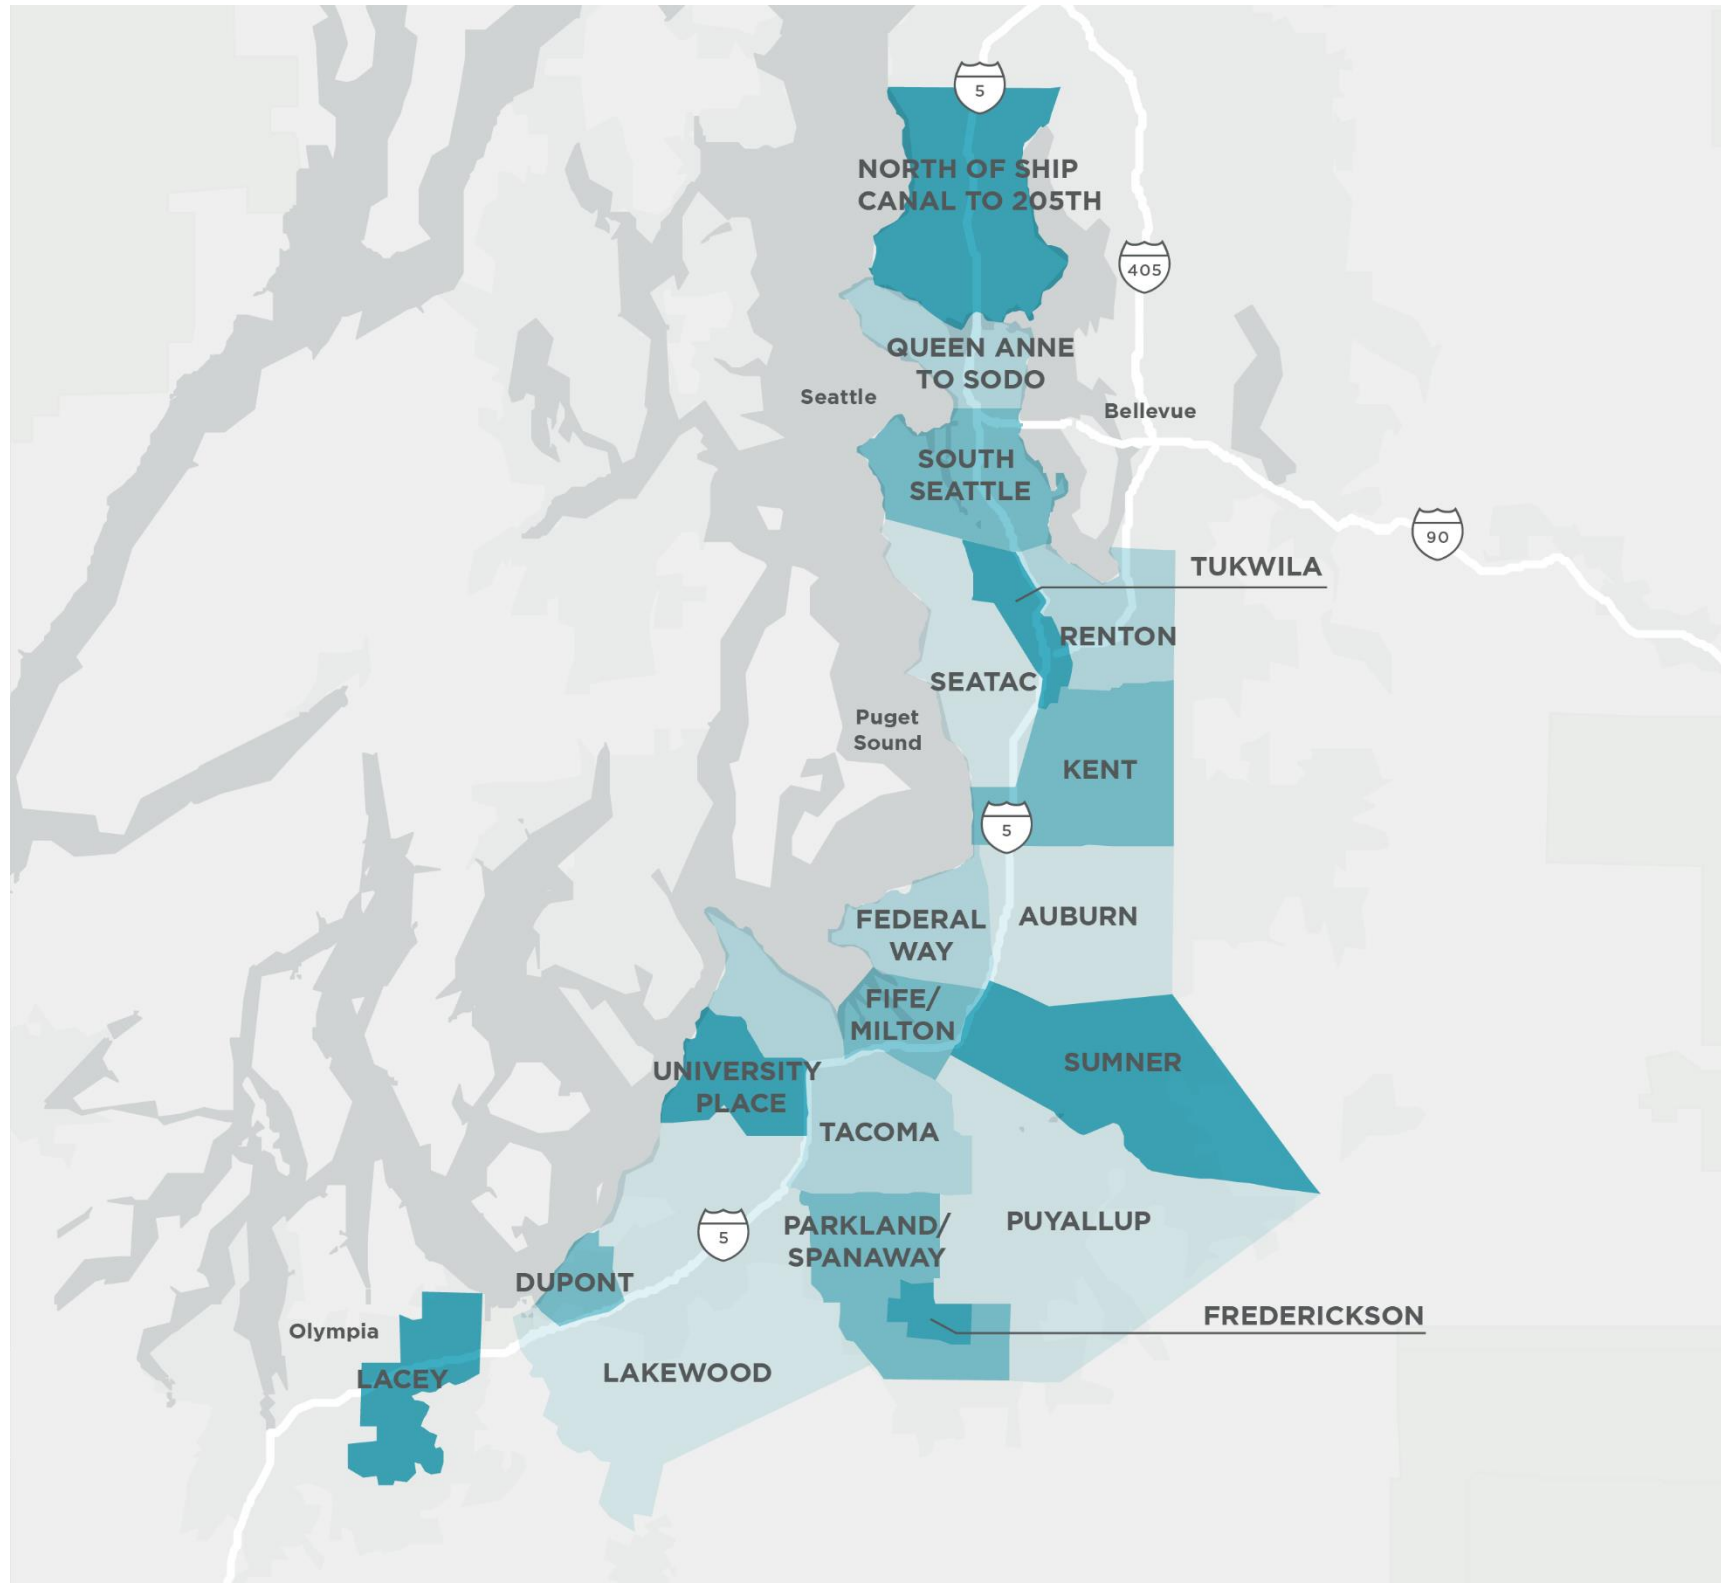 5
NORTH OF SHIP
CANAL TO 205TH
405
QUEEN ANNE
TO SODO
Seattle
Bellevue
SOUTH
SEATTLE
90
TUKWILA
RENTON
SEATAC
Puget
Sound
KENT
5
FEDERAL
WAY
AUBURN
FIFE/
MILTON
SUMNER
UNIVERSITY
PLACE
TACOMA
PUYALLUP
PARKLAND/
SPANAWAY
5
DUPONT
FREDERICKSON
Olympia
LACEY
LAKEWOOD